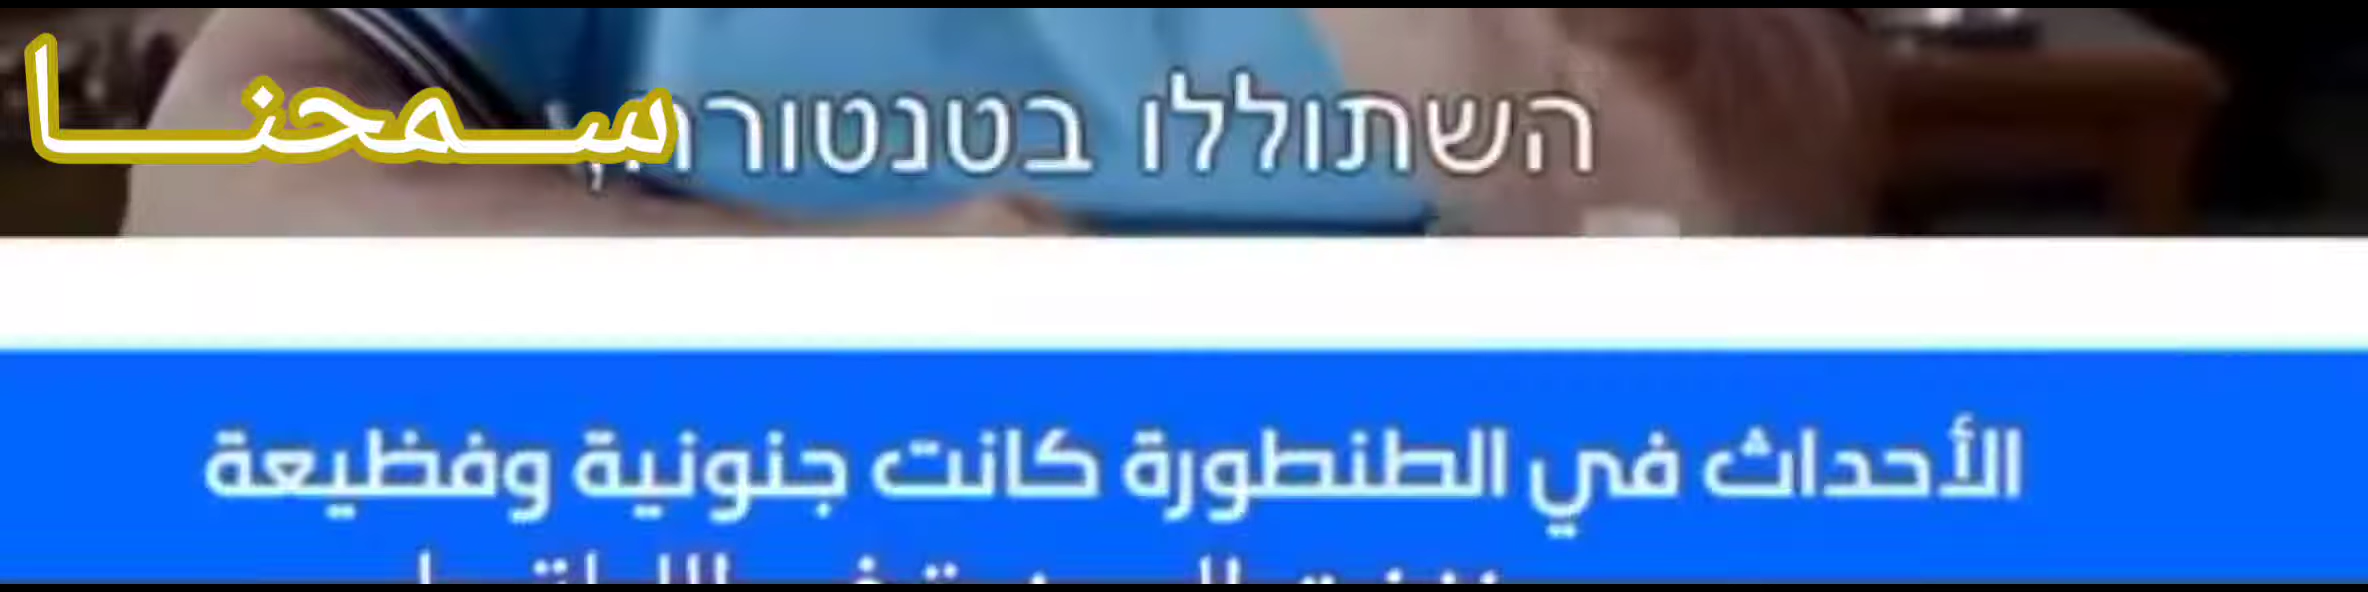 سمحنا
השתוללו בטנטורה
الأحداث في الطنطورة كانت جنونية وفظيعة